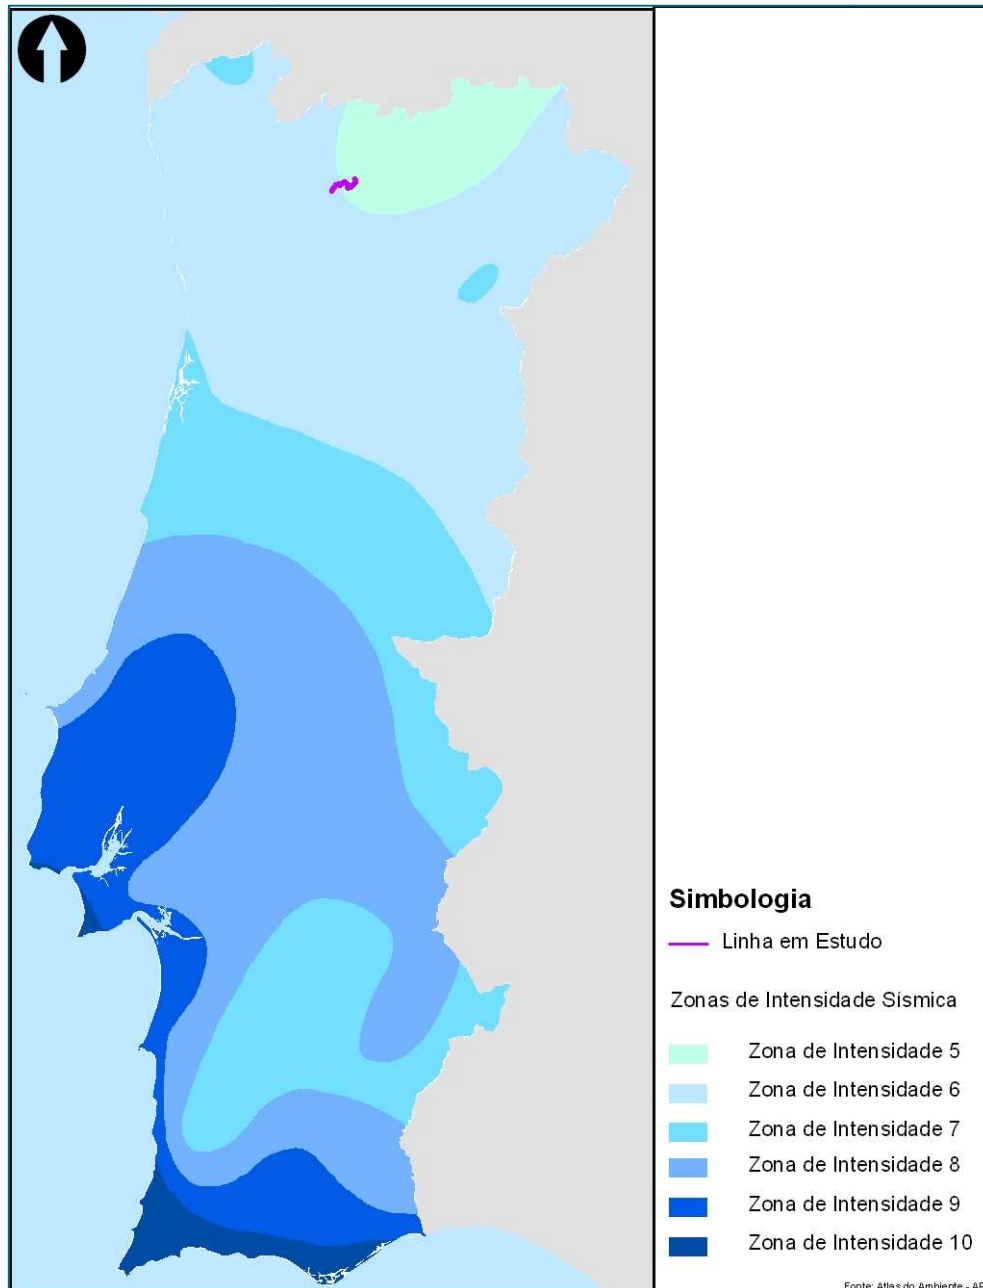 Simbologia
Linha em Estudo
Zonas de Intensidade Sísmica
Zona de Intensidade 5
Zona de Intensidade 6
Zona de Intensidade 7
Zona de Intensidade 8
Zona de Intensidade 9
Zona de Intensidade 10
Fonte: Atlas do Ambiente - AP